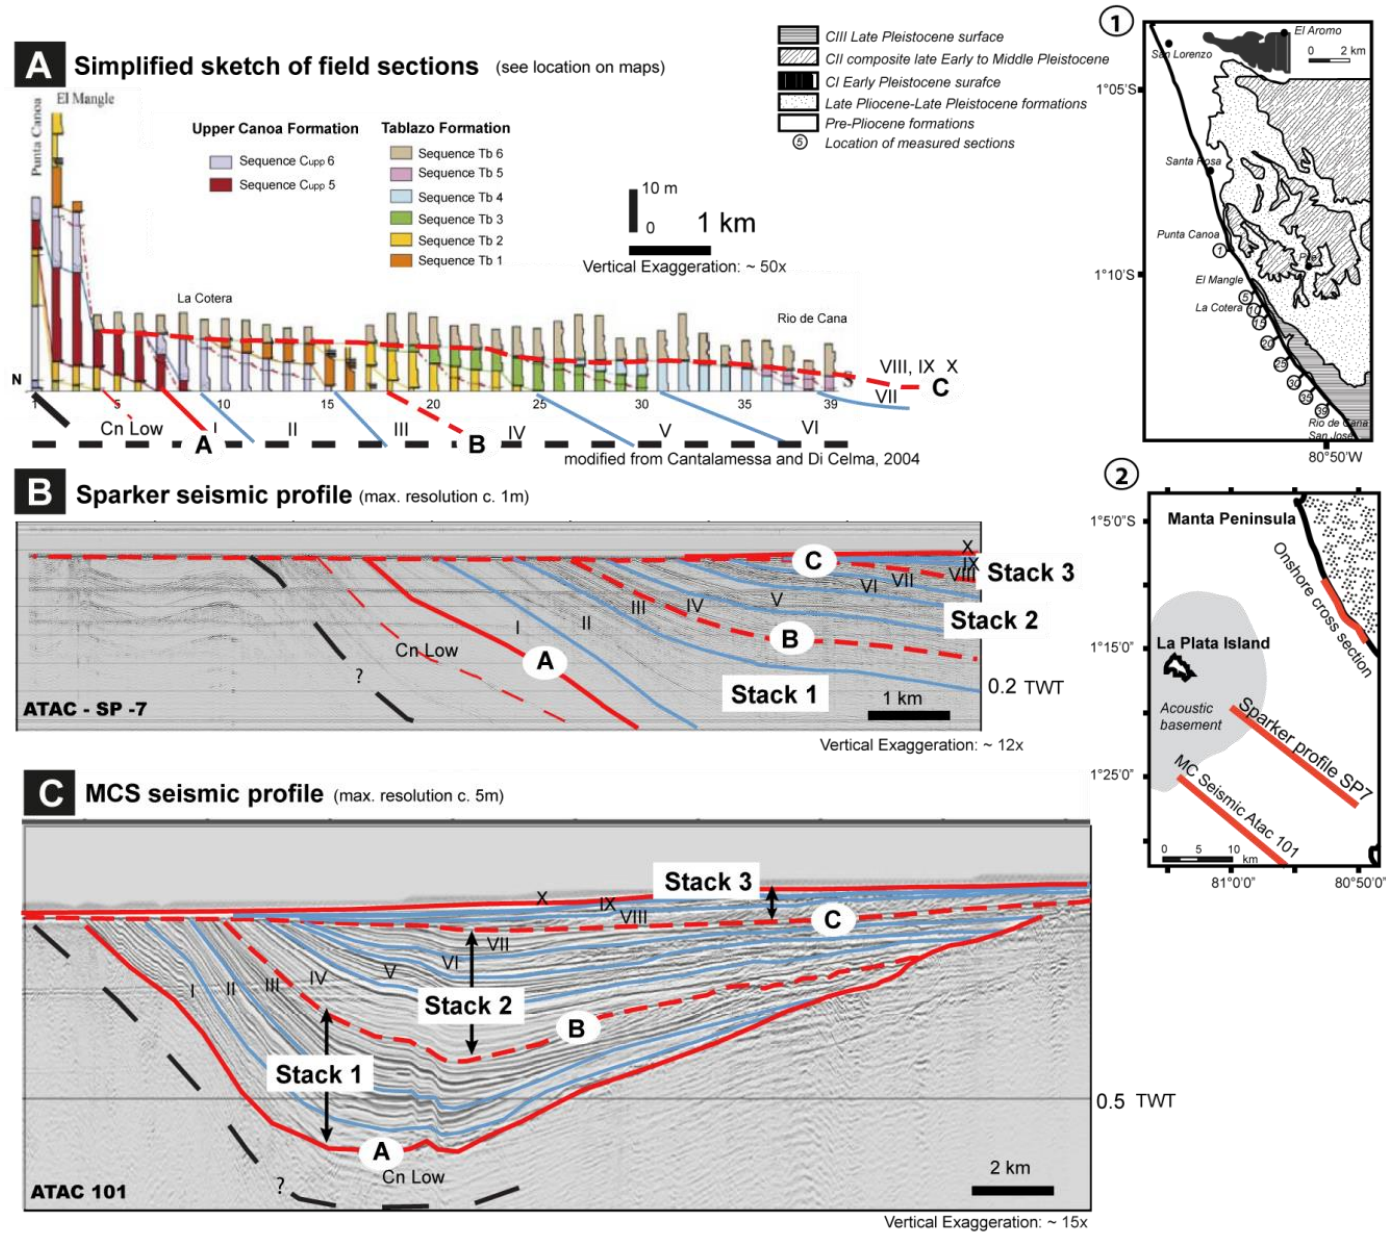 A Simplified sketch of field sections (see location on maps)
Punta Canoa
El Mangle
Upper Canoa Formation
Sequence Cupp 6
Sequence Cupp 5
Tablazo Formation
Sequence Tb 6
Sequence Tb 5
Sequence Tb 4
Sequence Tb 3
Sequence Tb 2
Sequence Tb 1
10 m
0
1 km
Vertical Exaggeration: ~ 50x
La Cotera
Rio de Cana
N
S
1 5 10 15 20 25 30 35 39
VIII, IX X
C
VII
Cn Low
A
I II III
B
IV V VI
modified from Cantalamessa and Di Celma, 2004
CIII Late Pleistocene surface
CII composite late Early to Middle Pleistocene
CI Early Pleistocene surafce
Late Pliocene-Late Pleistocene formations
Pre-Pliocene formations
5 Location of measured sections
1
El Aromo
San Lorenzo
0 2 km
1°05'S
Santa Rosa
Punta Canoa
1
Pile
1°10'S
El Mangle
La Cotera
5
10
15
20
25
30
35
39
Rio de Cana
San José
80°50'W
B Sparker seismic profile (max. resolution c. 1m)
C
X
IX
VIII
VII
VI
Stack 3
V
IV
III
II
I
Stack 2
B
Cn Low
A
?
Stack 1
0.2 TWT
1 km
ATAC - SP -7
Vertical Exaggeration: ~ 12x
2
1°5'0"S
Manta Peninsula
Onshore cross section
1°15'0'
La Plata Island
Acoustic
basement
Sparker profile SP7
1°25'0"
MC Seismic Atac 101
0 5 10
km
81°0'0' 80°50'0"
C MCS seismic profile (max. resolution c. 5m)
Stack 3
X
IX
VIII
C
VII
VI
V
IV
III
II
I
Stack 2
B
Stack 1
0.5 TWT
A
Cn Low
?
2 km
ATAC 101
Vertical Exaggeration: ~ 15x